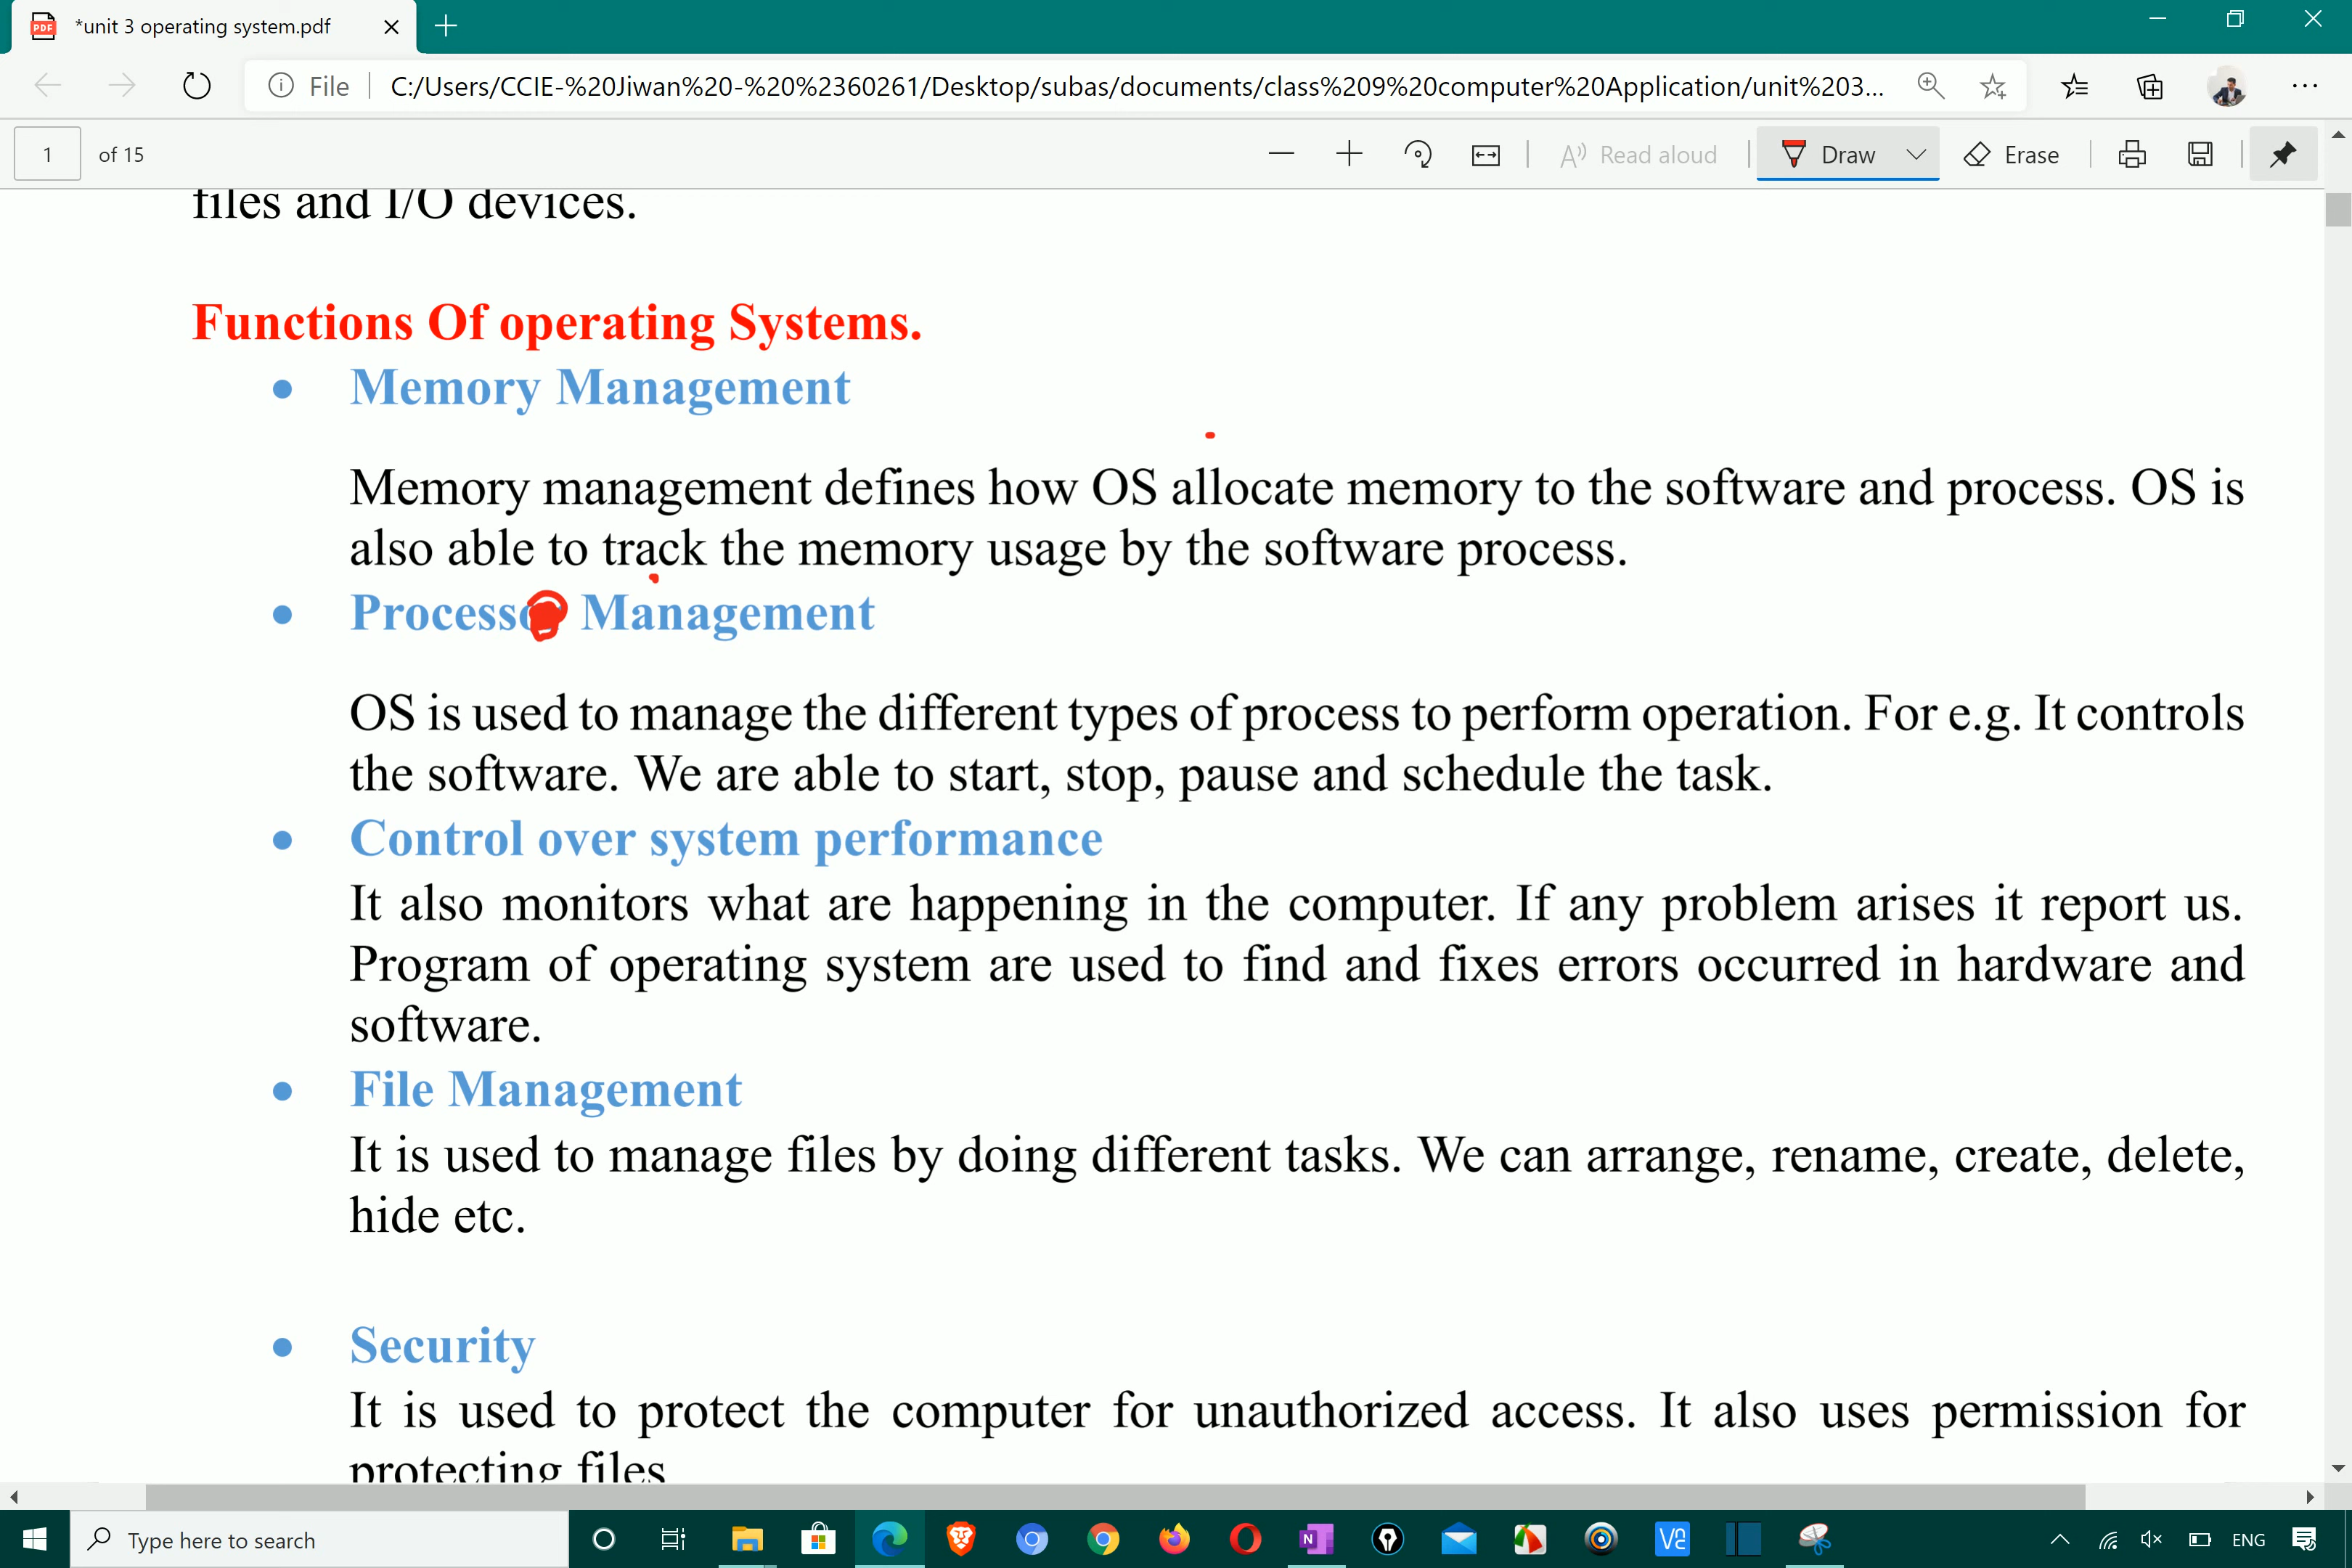 *unit 3 operating system.pdf
File
C:/Users/CCIE-%20Jiwan%20-%20%2360261/Desktop/subas/documents/class%209%20computer%20Application/unit%203...
1 of 15
Read aloud
Draw
Erase
files and I/O devices.
Functions Of operating Systems.
• Memory Management
Memory management defines how OS allocate memory to the software and process. OS is
also able to track the memory usage by the software process.
• Management
OS is used to manage the different types of process to perform operation. For e.g. It controls
the software. We are able to start, stop, pause and schedule the task.
• Control over system performance
It also monitors what are happening in the computer. If any problem arises it report us.
Program of operating system are used to find and fixes errors occurred in hardware and
software.
• File Management
It is used to manage files by doing different tasks. We can arrange, rename, create, delete,
hide etc.
• Security
It is used to protect the computer for unauthorized access. It also uses permission for
protecting files
Type here to search
ENG